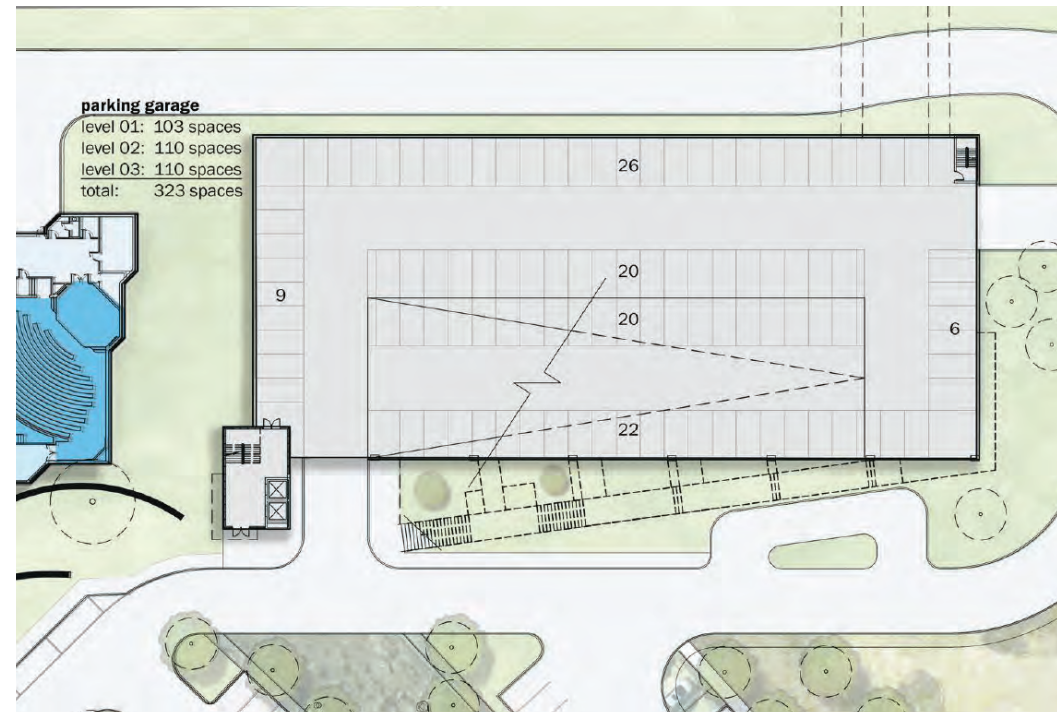 parking garage
level 01: 103 spaces
level 02: 110 spaces
level 03: 110 spaces
total: 323 spaces
26
20
9
20
6
22